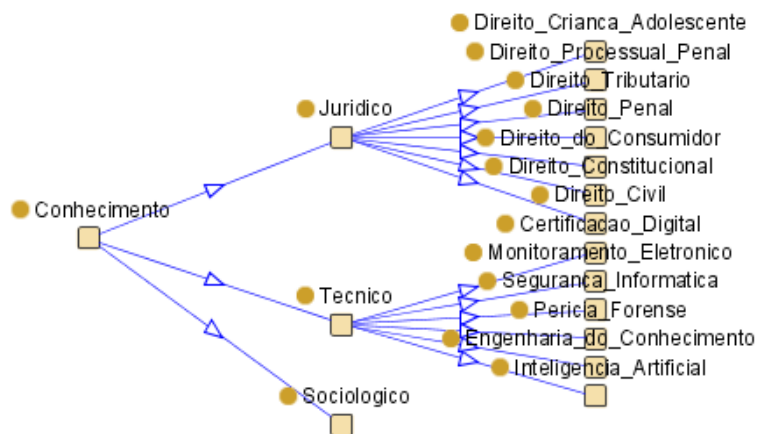 Direito_Crianca_Adolescente
Direito_Processual_Penal
Direito_Tributario
Juridico
Direito_Penal
Direito_do_Consumidor
Direito_Constitucional
Direito_Civil
Conhecimento
Certificacao_Digital
Monitoramento_Eletronico
Seguranca_Informatica
Tecnico
Pericia_Forense
Engenharia_do_Conhecimento
Inteligencia_Artificial
Sociologico